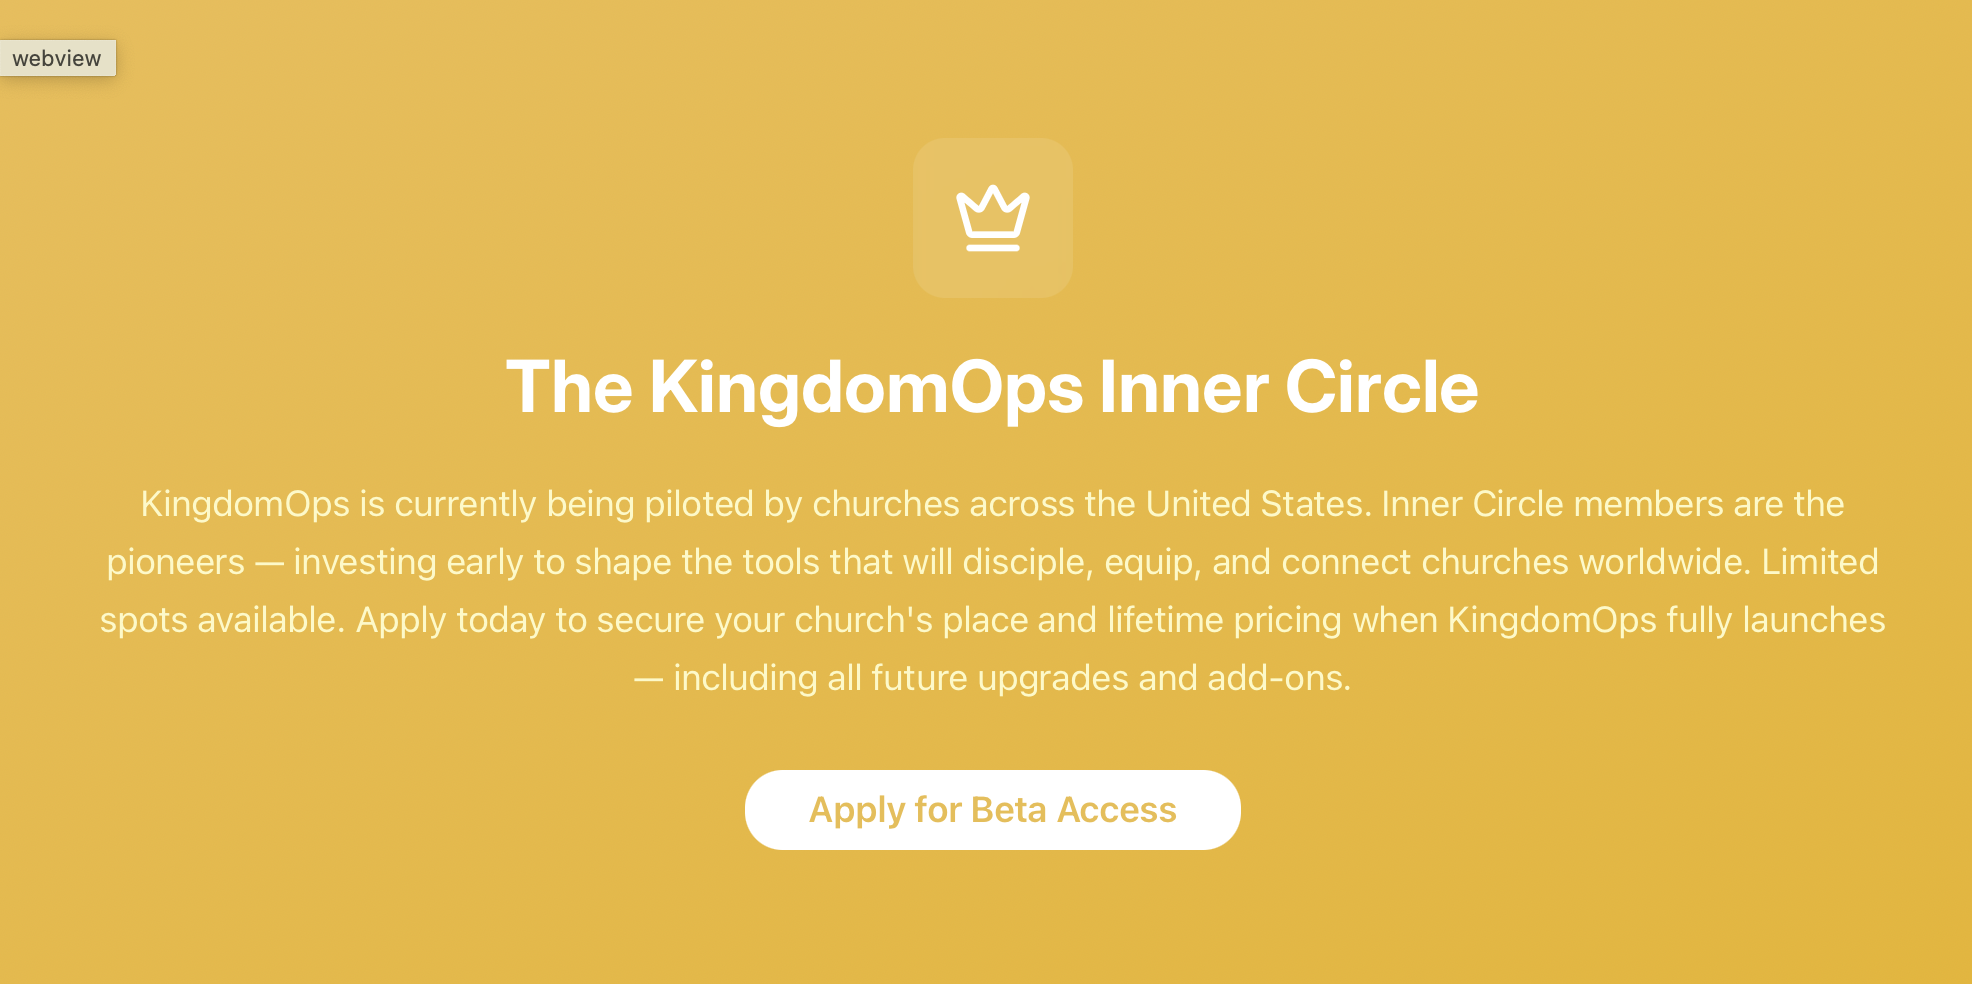 webview
The KingdomOps Inner Circle
KingdomOps is currently being piloted by churches across the United States. Inner Circle members are the
pioneers — investing early to shape the tools that will disciple, equip, and connect churches worldwide. Limited
spots available. Apply today to secure your church's place and lifetime pricing when KingdomOps fully launches
— including all future upgrades and add-ons.
Apply for Beta Access